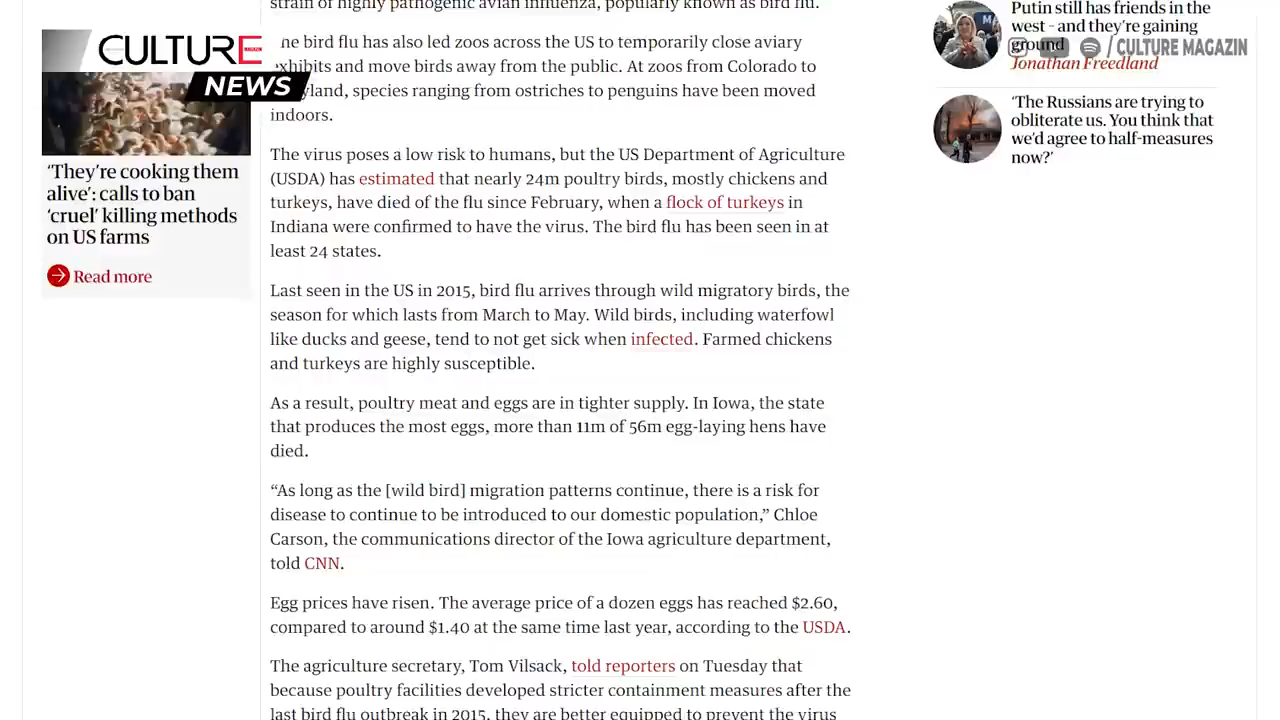 strain of highly pathogenic avian influenza, popularly known as bird flu.
he bird flu has also led zoos across the US to temporarily close aviary
exhibits and move birds away from the public. At zoos from Colorado to
yland, species ranging from ostriches to penguins have been moved
indoors.
The virus poses a low risk to humans, but the US Department of Agriculture
(USDA) has estimated that nearly 24m poultry birds, mostly chickens and
turkeys, have died of the flu since February, when a flock of turkeys in
Indiana were confirmed to have the virus. The bird flu has been seen in at
least 24 states.
Last seen in the US in 2015, bird flu arrives through wild migratory birds, the
season for which lasts from March to May. Wild birds, including waterfowl
like ducks and geese, tend to not get sick when infected. Farmed chickens
and turkeys are highly susceptible.
As a result, poultry meat and eggs are in tighter supply. In Iowa, the state
that produces the most eggs, more than 11m of 56m egg-laying hens have
died.
“As long as the [wild bird] migration patterns continue, there is a risk for
disease to continue to be introduced to our domestic population,” Chloe
Carson, the communications director of the Iowa agriculture department,
told CNN.
Egg prices have risen. The average price of a dozen eggs has reached $2.60,
compared to around $1.40 at the same time last year, according to the USDA.
The agriculture secretary, Tom Vilsack, told reporters on Tuesday that
because poultry facilities developed stricter containment measures after the
last bird flu outbreak in 2015, they are better equipped to prevent the virus
CULTURE
NEWS
‘They’re cooking them
alive’: calls to ban
‘cruel’ killing methods
on US farms
Read more
Putin still has friends in the
west – and they’re gaining
ground
Jonathan Freedland
/ CULTURE MAGAZIN
‘The Russians are trying to
obliterate us. You think that
we’d agree to half-measures
now?’